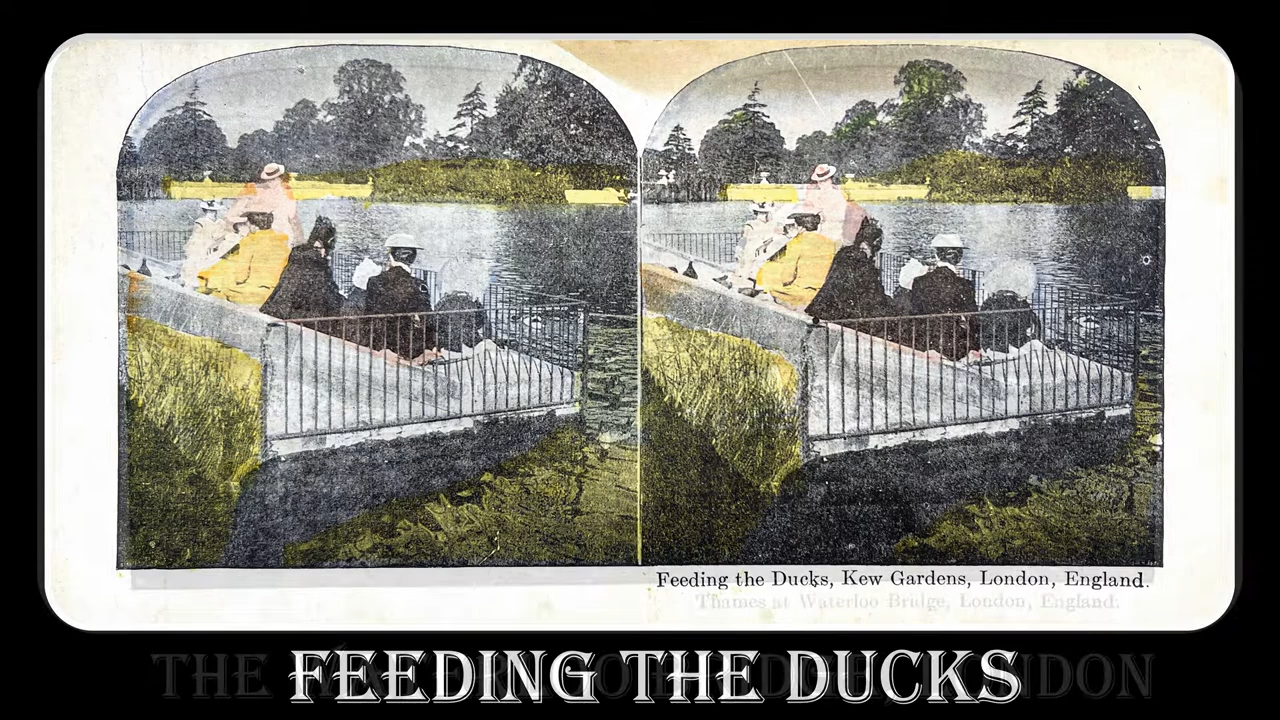 Feeding the Ducks, Kew Gardens, London, England.
Thames at Waterloo Bridge, London, England.
FEEDING THE DUCKS